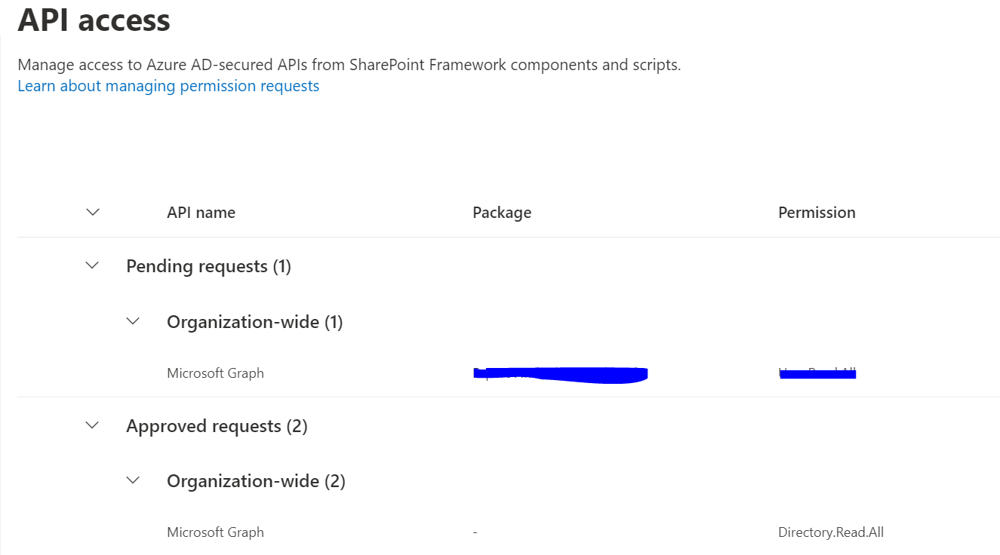 API access
Manage access to Azure AD-secured APIs from SharePoint Framework components and scripts.
Learn about managing permission requests
API name Package Permission
Pending requests (1)
Organization-wide (1)
Microsoft Graph
Approved requests (2)
Organization-wide (2)
Microsoft Graph - Directory.Read.All